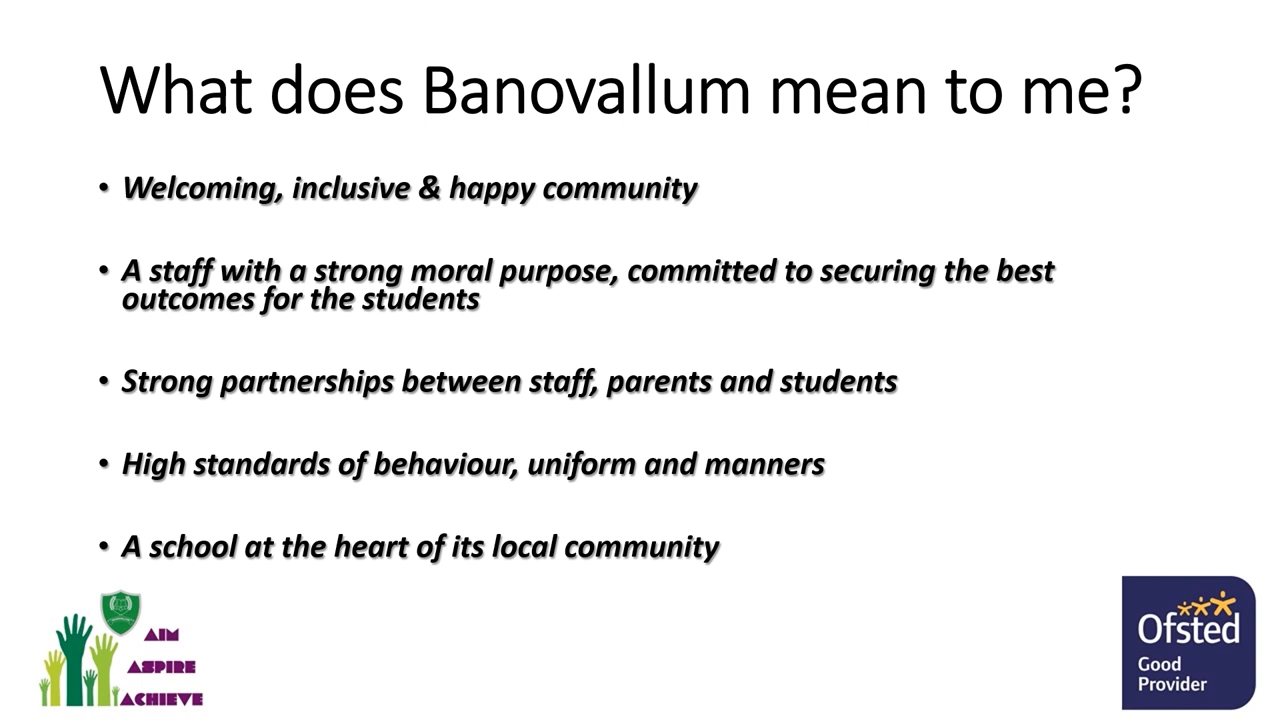 What does Banovallum mean to me?
• Welcoming, inclusive & happy community
• A staff with a strong moral purpose, committed to securing the best
outcomes for the students
• Strong partnerships between staff, parents and students
• High standards of behaviour, uniform and manners
• A school at the heart of its local community
AIM
ASPIRE
ACHIEVE
Ofsted
Good
Provider